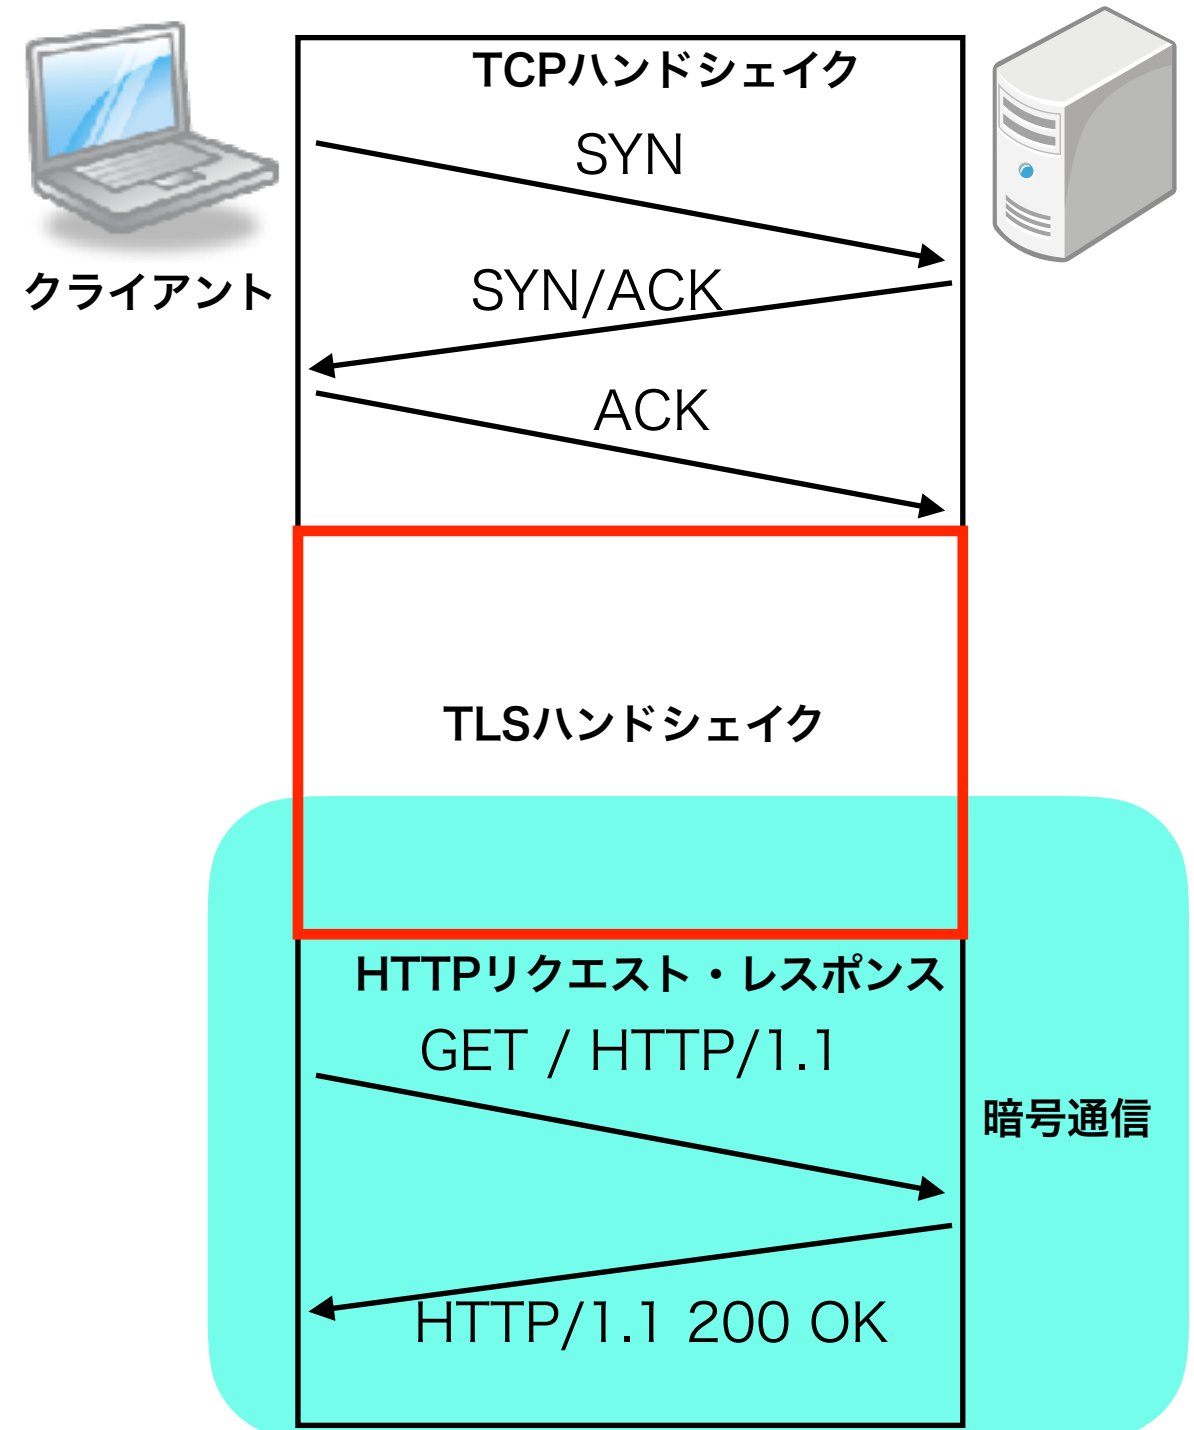 TCPハンドシェイク
SYN
クライアント
SYN/ACK
ACK
TLSハンドシェイク
HTTPリクエスト・レスポンス
GET / HTTP/1.1
暗号通信
HTTP/1.1 200 OK